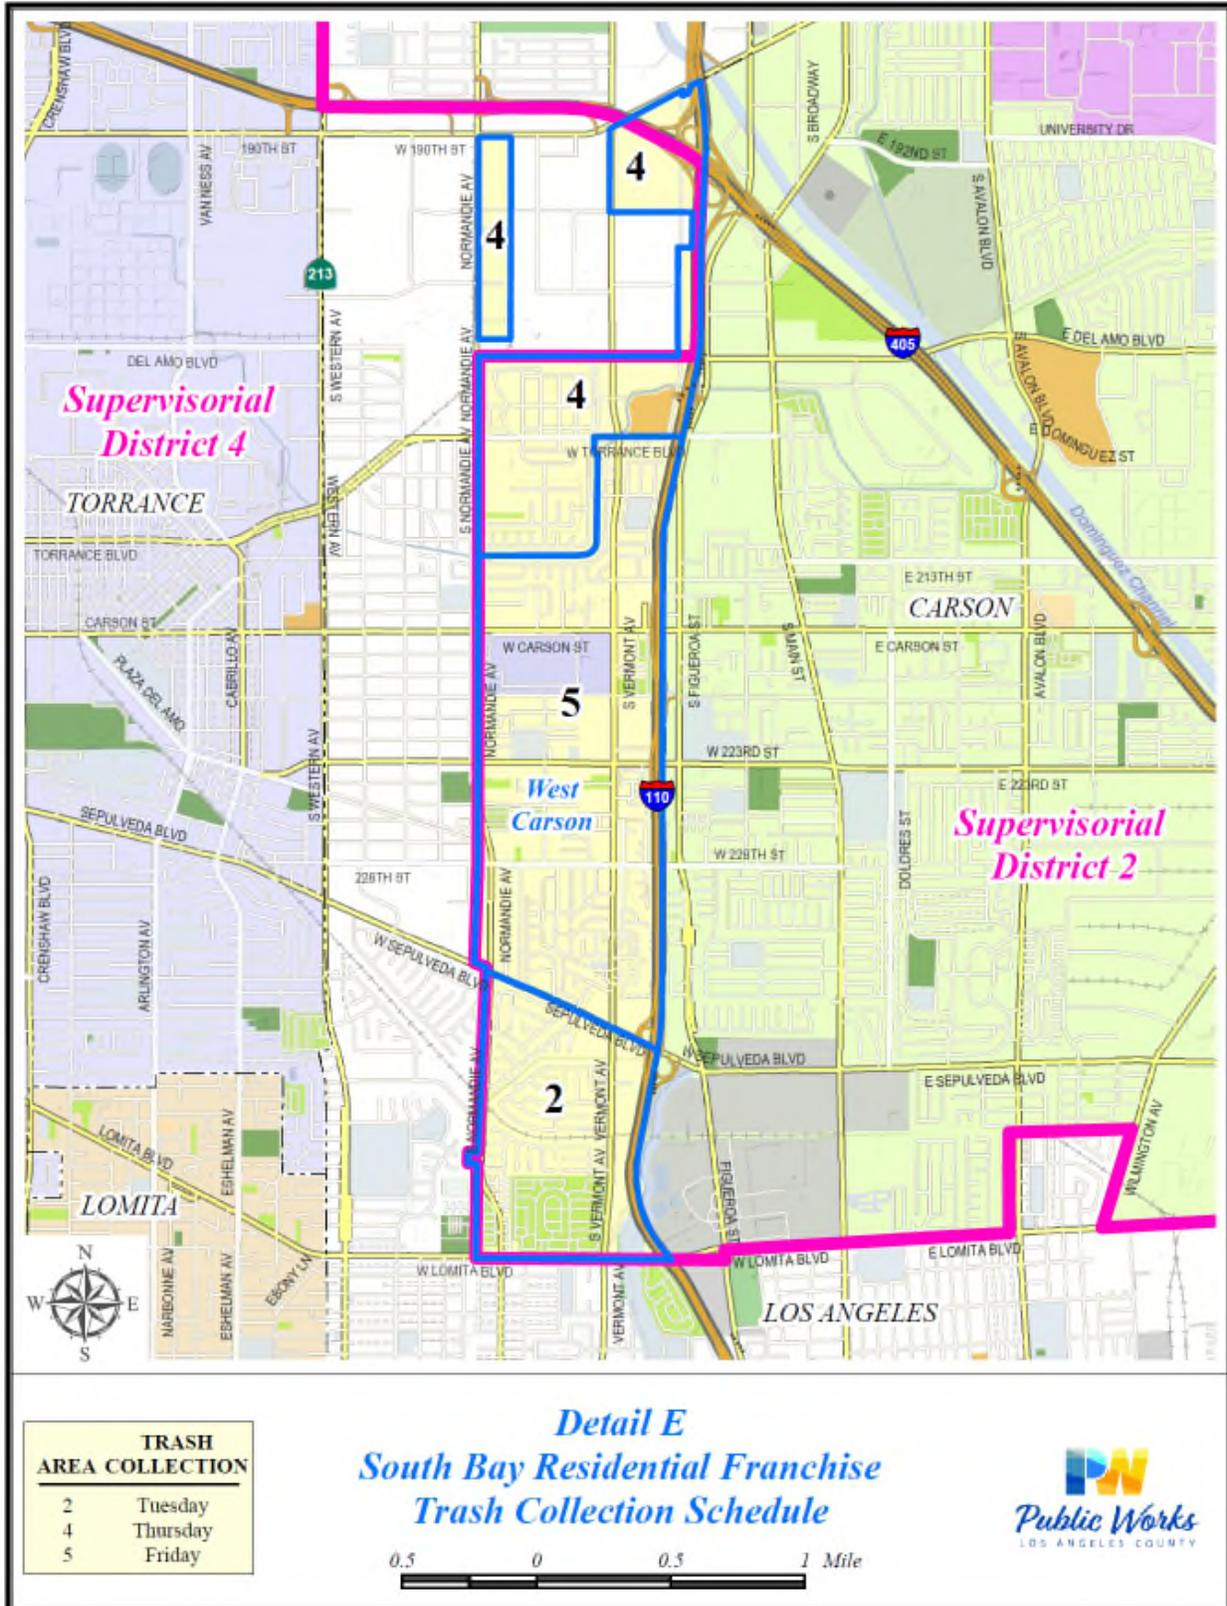 CRENSHAW BLVD
190TH ST
W 190TH ST
VAN NESS AV
NORMANDIE AV
S BROADWAY
E 192ND ST
UNIVERSITY DR
S AVALON BLVD
4
4
213
S WESTERN AV
405
DEL AMO BLVD
E DEL AMO BLVD
S NORMANDIE AV
NORMANDIE AV
S AVALON BLVD
Supervisorial
District 4
4
E DOMINGUEZ ST
W TORRANCE BLVD
TORRANCE
WESTERN AV
Dominguez Channel
TORRANCE BLVD
E 213TH ST
CARSON
CARSON ST
W CARSON ST
E CARSON ST
CABRILLO AV
PLAZA DEL AMO
NORMANDIE AV
S VERMONT AV
S FIGUEROA ST
S MAIN ST
AVALON BLVD
5
W 223RD ST
E 223RD ST
S WESTERN AV
West
Carson
110
SEPULVEDA BLVD
Supervisorial
District 2
W 228TH ST
228TH ST
DOLORES ST
CRENSHAW BLVD
ARLINGTON AV
NORMANDIE AV
W SEPULVEDA BLVD
SEPULVEDA BLVD
W SEPULVEDA BLVD
E SEPULVEDA BLVD
2
NORMANDIE AV
VERMONT AV
S VERMONT AV
LOMITA BLVD
ESHELMAN AV
WILMINGTON AV
FIGUEROA ST
LOMITA
W LOMITA BLVD
W LOMITA BLVD
E LOMITA BLVD
NARBONNE AV
ESHELMAN AV
EBONY LN
VERMONT AV
LOS ANGELES
N
W E
S
TRASH
AREA COLLECTION
2 Tuesday
4 Thursday
5 Friday
Detail E
South Bay Residential Franchise
Trash Collection Schedule
0.5 0 0.5 1 Mile
PW
Public Works
LOS ANGELES COUNTY